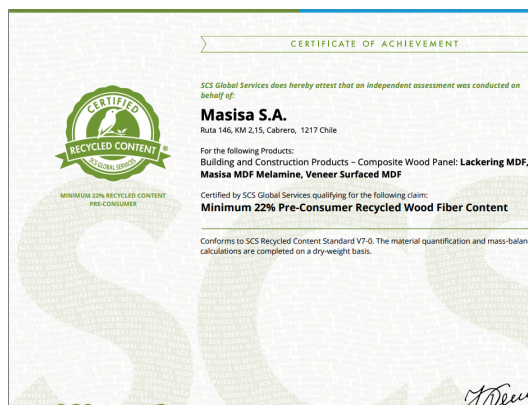 CERTIFICATE OF ACHIEVEMENT
SCS Global Services does hereby attest that an independent assessment was conducted on
behalf of:
Masisa S.A.
Ruta 146, KM 2,15, Cabrero, 1217 Chile
For the following Products:
Building and Construction Products – Composite Wood Panel: Lackering MDF,
Masisa MDF Melamine, Veneer Surfaced MDF
Certified by SCS Global Services qualifying for the following claim:
Minimum 22% Pre-Consumer Recycled Wood Fiber Content
Conforms to SCS Recycled Content Standard V7-0. The material quantification and mass-balan
calculations are completed on a dry-weight basis.
CERTIFIED
RECYCLED CONTENT®
SCS GLOBAL SERVICES
MINIMUM 22% RECYCLED CONTENT
PRE-CONSUMER
SCS